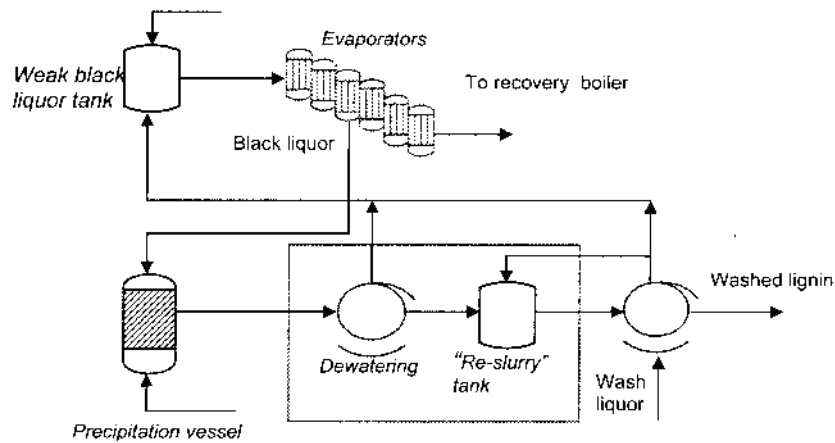 Evaporators
Weak black
liquor tank
To recovery boiler
Black liquor
Washed lignin
Dewatering
"Re-slurry"
tank
Wash
liquor
Precipitation vessel